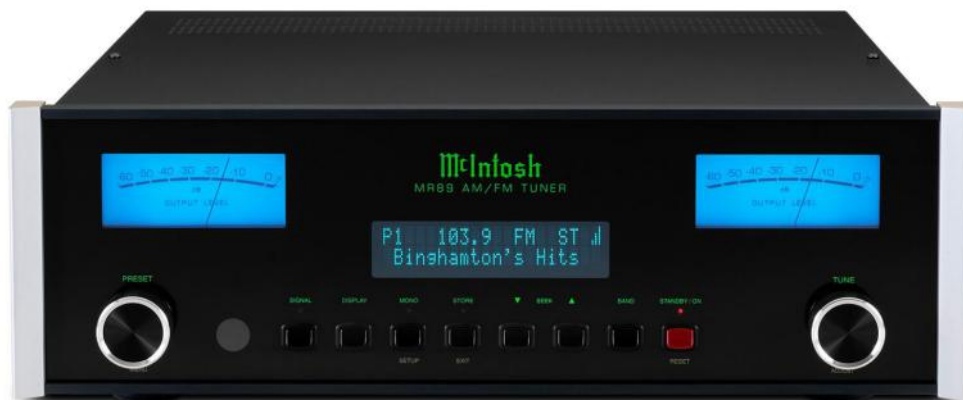 McIntosh
MR89 AM/FM TUNER
60 50 40 30 20 10 0
dB
OUTPUT LEVEL
60 50 40 30 20 10 0
dB
OUTPUT LEVEL
P1 103.9 FM ST
Binghamton's Hits
PRESET
TUNE
SIGNAL DISPLAY MONO STORE ▼ SEEK ▲ BAND STANDBY/ON
SETUP EXIT RESET
ADJUST